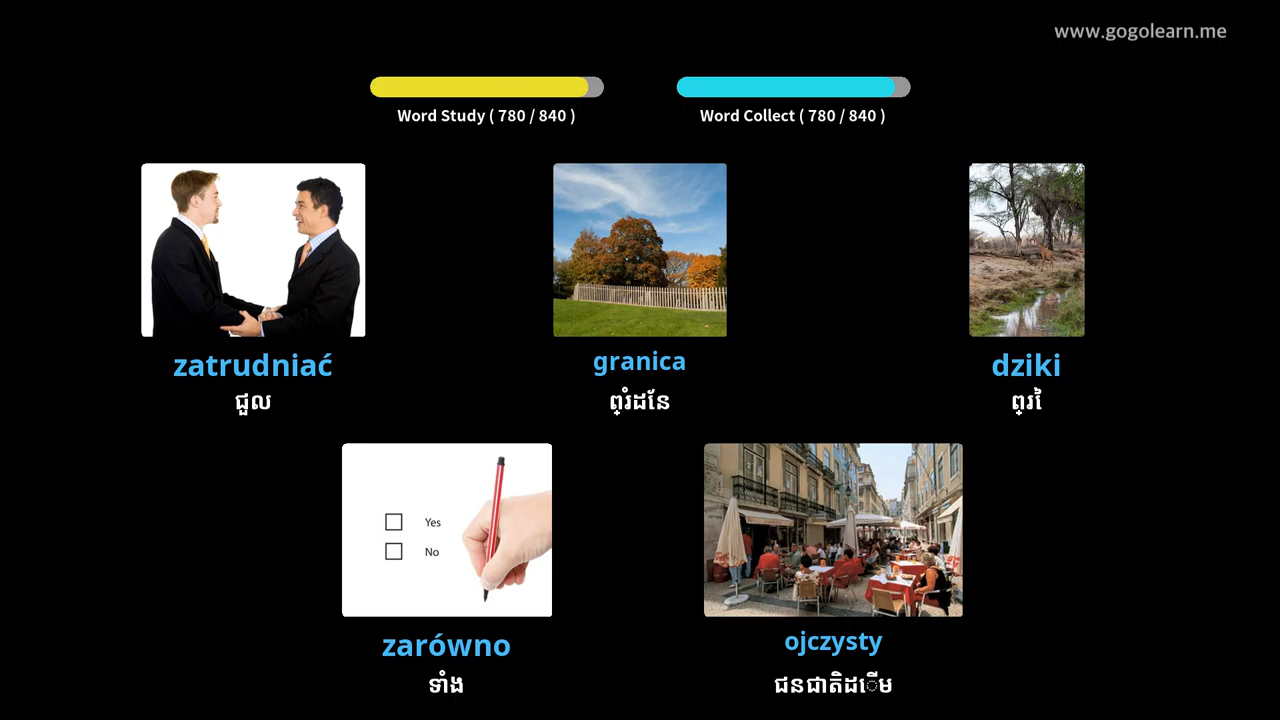 www.gogolearn.me
Word Study ( 780 / 840 )
Word Collect ( 780 / 840 )
zatrudniać
ជួល
granica
ព្រំដែន
dziki
ព្រៃ
Yes
No
zarówno
ទាំង
ojczysty
ជនជាតិដើម